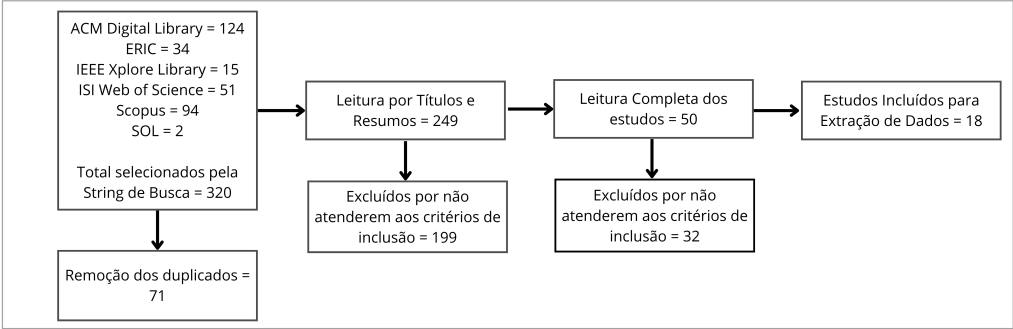 ACM Digital Library = 124
ERIC = 34
IEEE Xplore Library = 15
ISI Web of Science = 51
Scopus = 94
SOL = 2
Total selecionados pela
String de Busca = 320
Remoção dos duplicados =
71
Leitura por Títulos e
Resumos = 249
Excluídos por não
atenderem aos critérios de
inclusão = 199
Leitura Completa dos
estudos = 50
Excluídos por não
atenderem aos critérios de
inclusão = 32
Estudos Incluídos para
Extração de Dados = 18